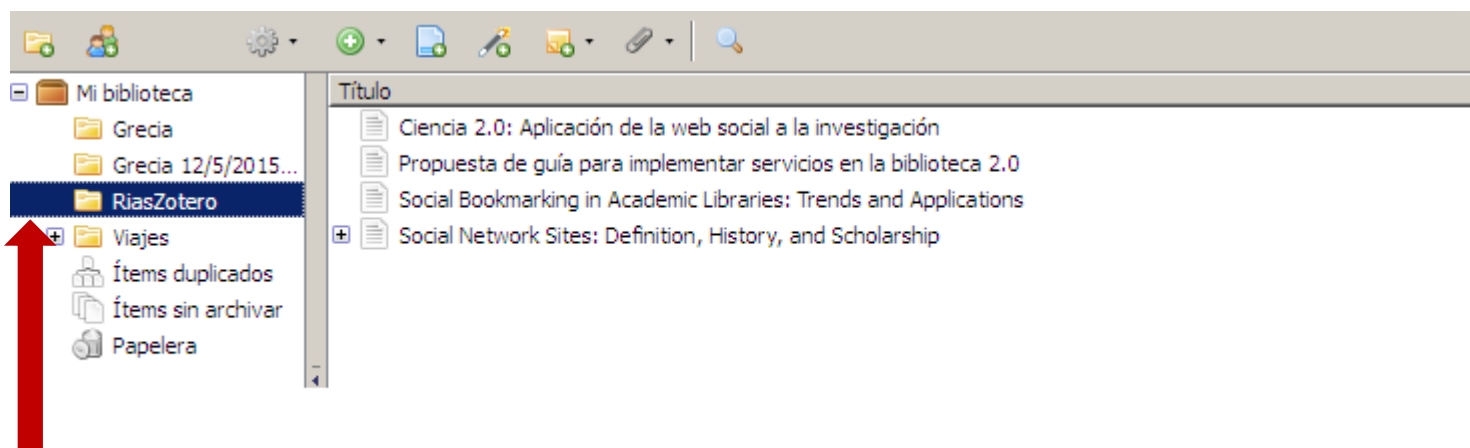 Mi biblioteca
Grecia
Grecia 12/5/2015...
RiasZotero
Viajes
Ítems duplicados
Ítems sin archivar
Papelera
Título
Ciencia 2.0: Aplicación de la web social a la investigación
Propuesta de guía para implementar servicios en la biblioteca 2.0
Social Bookmarking in Academic Libraries: Trends and Applications
Social Network Sites: Definition, History, and Scholarship